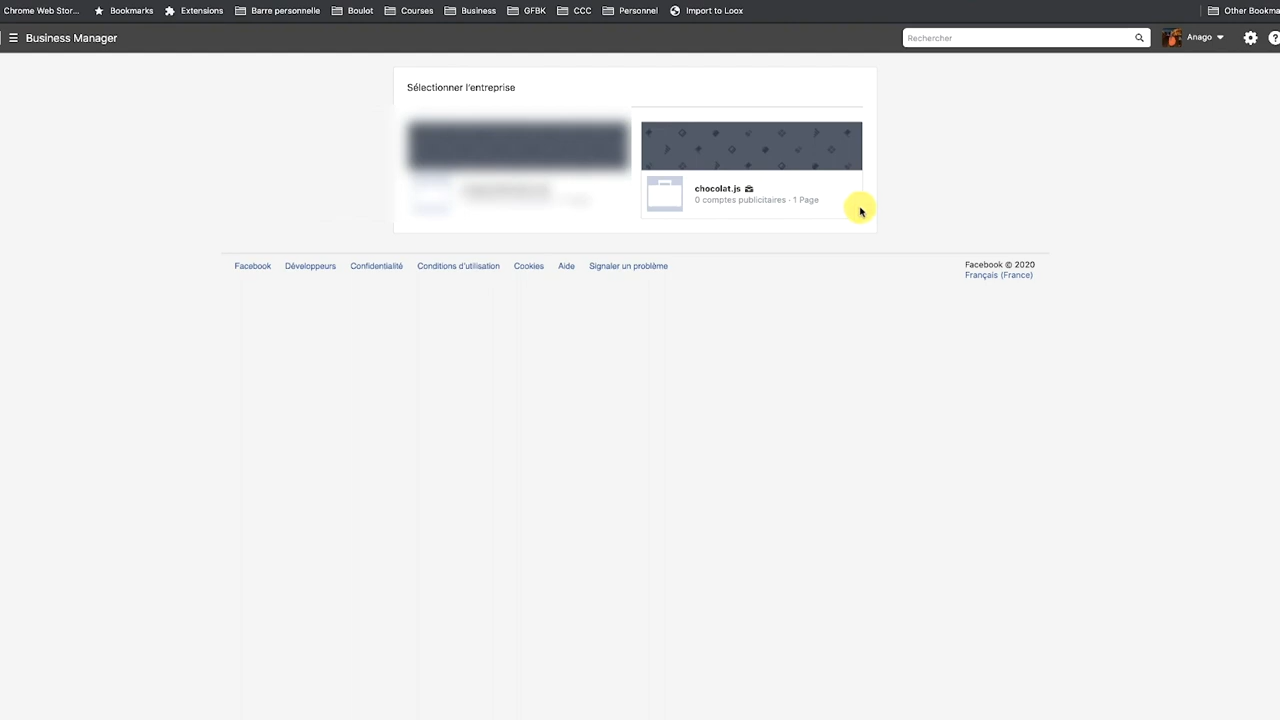 Chrome Web Stor... Bookmarks Extensions Barre personnelle Boulot Courses Business GFBK CCC Personnel Import to Loox Other Bookma
Business Manager Rechercher Anago
Sélectionner l'entreprise
chocolat.js
0 comptes publicitaires · 1 Page
Facebook Développeurs Confidentialité Conditions d'utilisation Cookies Aide Signaler un problème Facebook © 2020
Français (France)